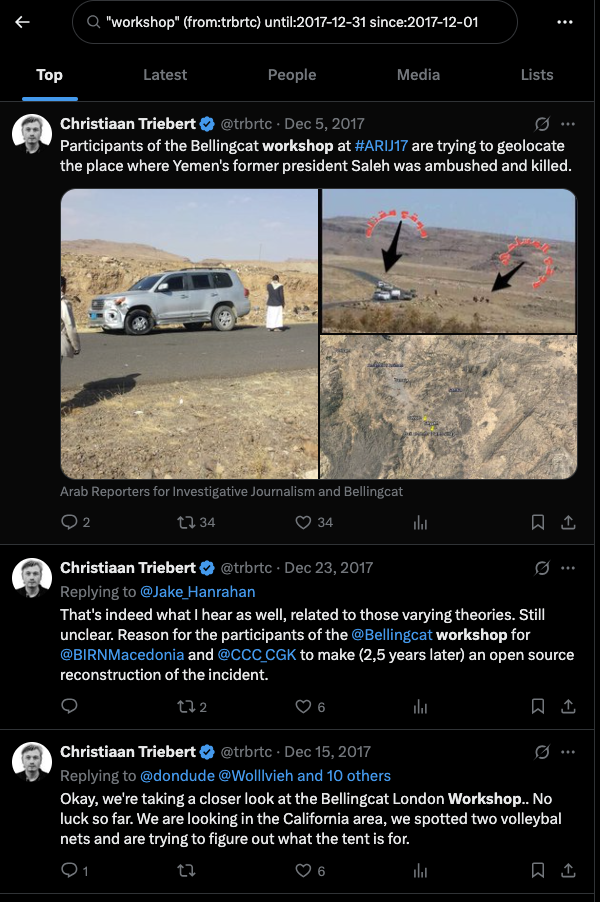 "workshop" (from:trbrtc) until:2017-12-31 since:2017-12-01
Top Latest People Media Lists
Christiaan Triebert @trbrtc · Dec 5, 2017
Participants of the Bellingcat workshop at #ARIJ17 are trying to geolocate
the place where Yemen's former president Saleh was ambushed and killed.
Arab Reporters for Investigative Journalism and Bellingcat
2 34 34
Christiaan Triebert @trbrtc · Dec 23, 2017
Replying to @Jake_Hanrahan
That's indeed what I hear as well, related to those varying theories. Still
unclear. Reason for the participants of the @Bellingcat workshop for
@BIRNMacedonia and @CCC_CGK to make (2,5 years later) an open source
reconstruction of the incident.
2 6
Christiaan Triebert @trbrtc · Dec 15, 2017
Replying to @dondude @Wolllvieh and 10 others
Okay, we're taking a closer look at the Bellingcat London Workshop.. No
luck so far. We are looking in the California area, we spotted two volleybal
nets and are trying to figure out what the tent is for.
1 6